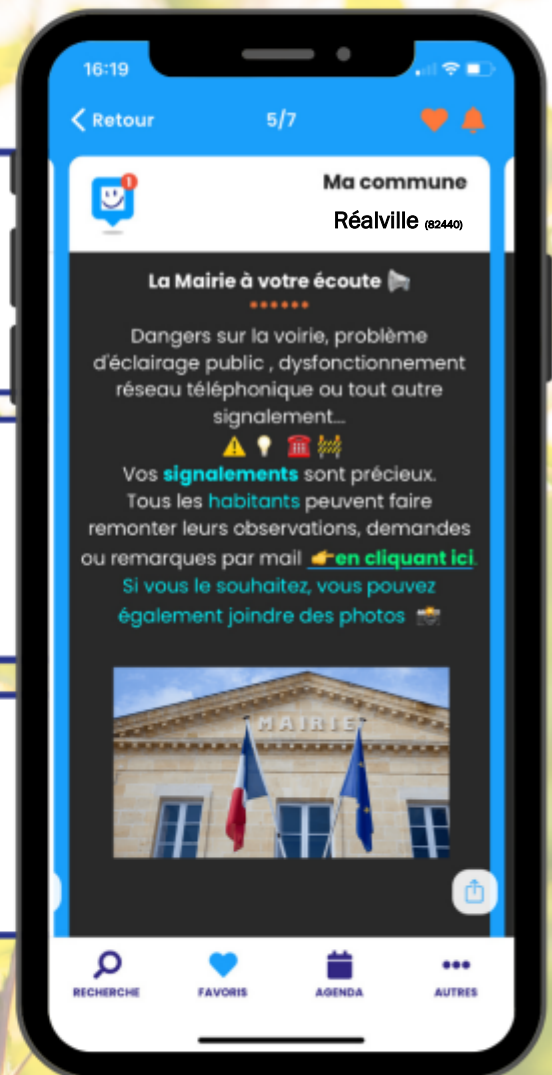 16:19
Retour
5/7
1
Ma commune
Réalville (82440)
La Mairie à votre écoute
Dangers sur la voirie, problème
d'éclairage public , dysfonctionnement
réseau téléphonique ou tout autre
signalement...
Vos signalements sont précieux.
Tous les habitants peuvent faire
remonter leurs observations, demandes
ou remarques par mail 👉en cliquant ici.
Si vous le souhaitez, vous pouvez
également joindre des photos
MAIRIE
RECHERCHE
FAVORIS
AGENDA
AUTRES